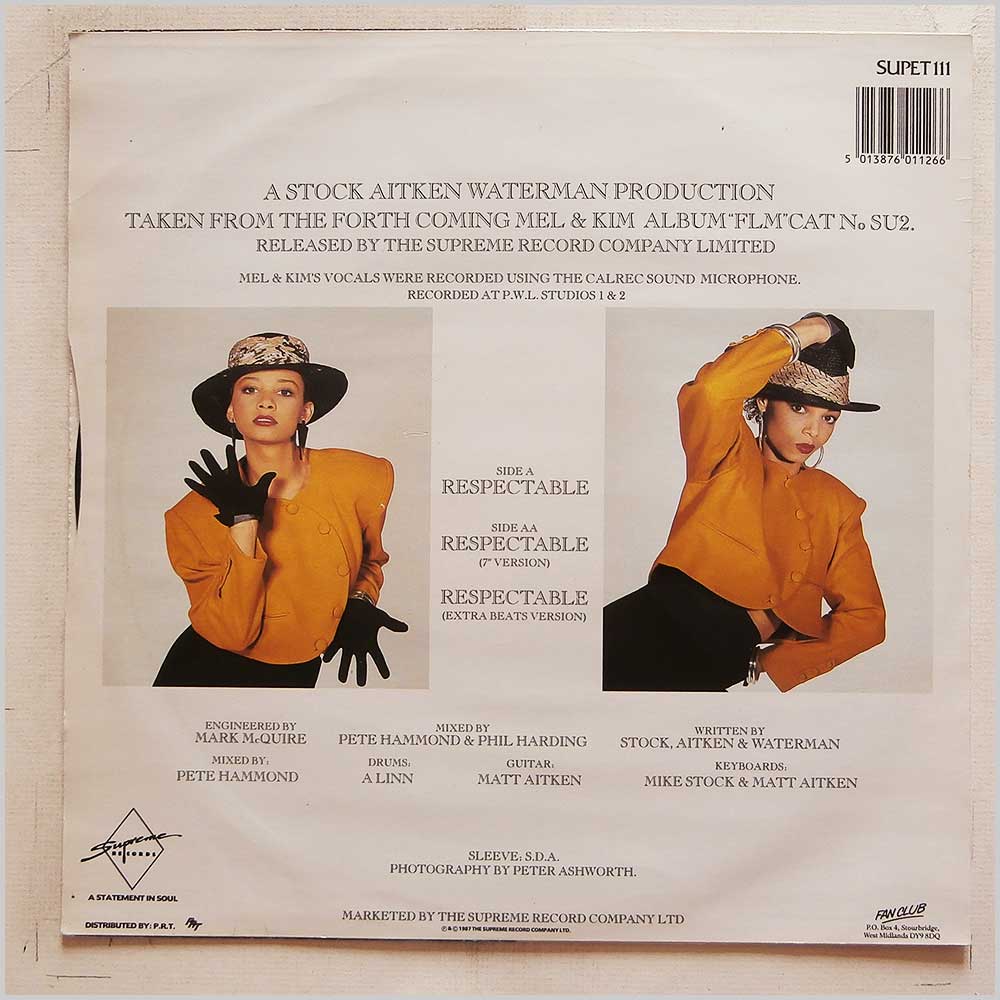 SUPET 111
5 013876 011266
A STOCK AITKEN WATERMAN PRODUCTION
TAKEN FROM THE FORTH COMING MEL & KIM ALBUM "FLM" CAT No SU2.
RELEASED BY THE SUPREME RECORD COMPANY LIMITED
MEL & KIM'S VOCALS WERE RECORDED USING THE CALREC SOUND MICROPHONE.
RECORDED AT P.W.L. STUDIOS 1 & 2
SIDE A
RESPECTABLE
SIDE AA
RESPECTABLE
(7" VERSION)
RESPECTABLE
(EXTRA BEATS VERSION)
ENGINEERED BY
MARK McQUIRE
MIXED BY
PETE HAMMOND & PHIL HARDING
WRITTEN BY
STOCK, AITKEN & WATERMAN
MIXED BY:
PETE HAMMOND
DRUMS:
A LINN
GUITAR:
MATT AITKEN
KEYBOARDS:
MIKE STOCK & MATT AITKEN
Supreme
RECORDS
A STATEMENT IN SOUL
DISTRIBUTED BY: P.R.T. PRT
SLEEVE: S.D.A.
PHOTOGRAPHY BY PETER ASHWORTH.
MARKETED BY THE SUPREME RECORD COMPANY LTD
℗ & © 1987 THE SUPREME RECORD COMPANY LTD.
FAN CLUB
P.O. Box 4, Stourbridge,
West Midlands DY9 8DQ